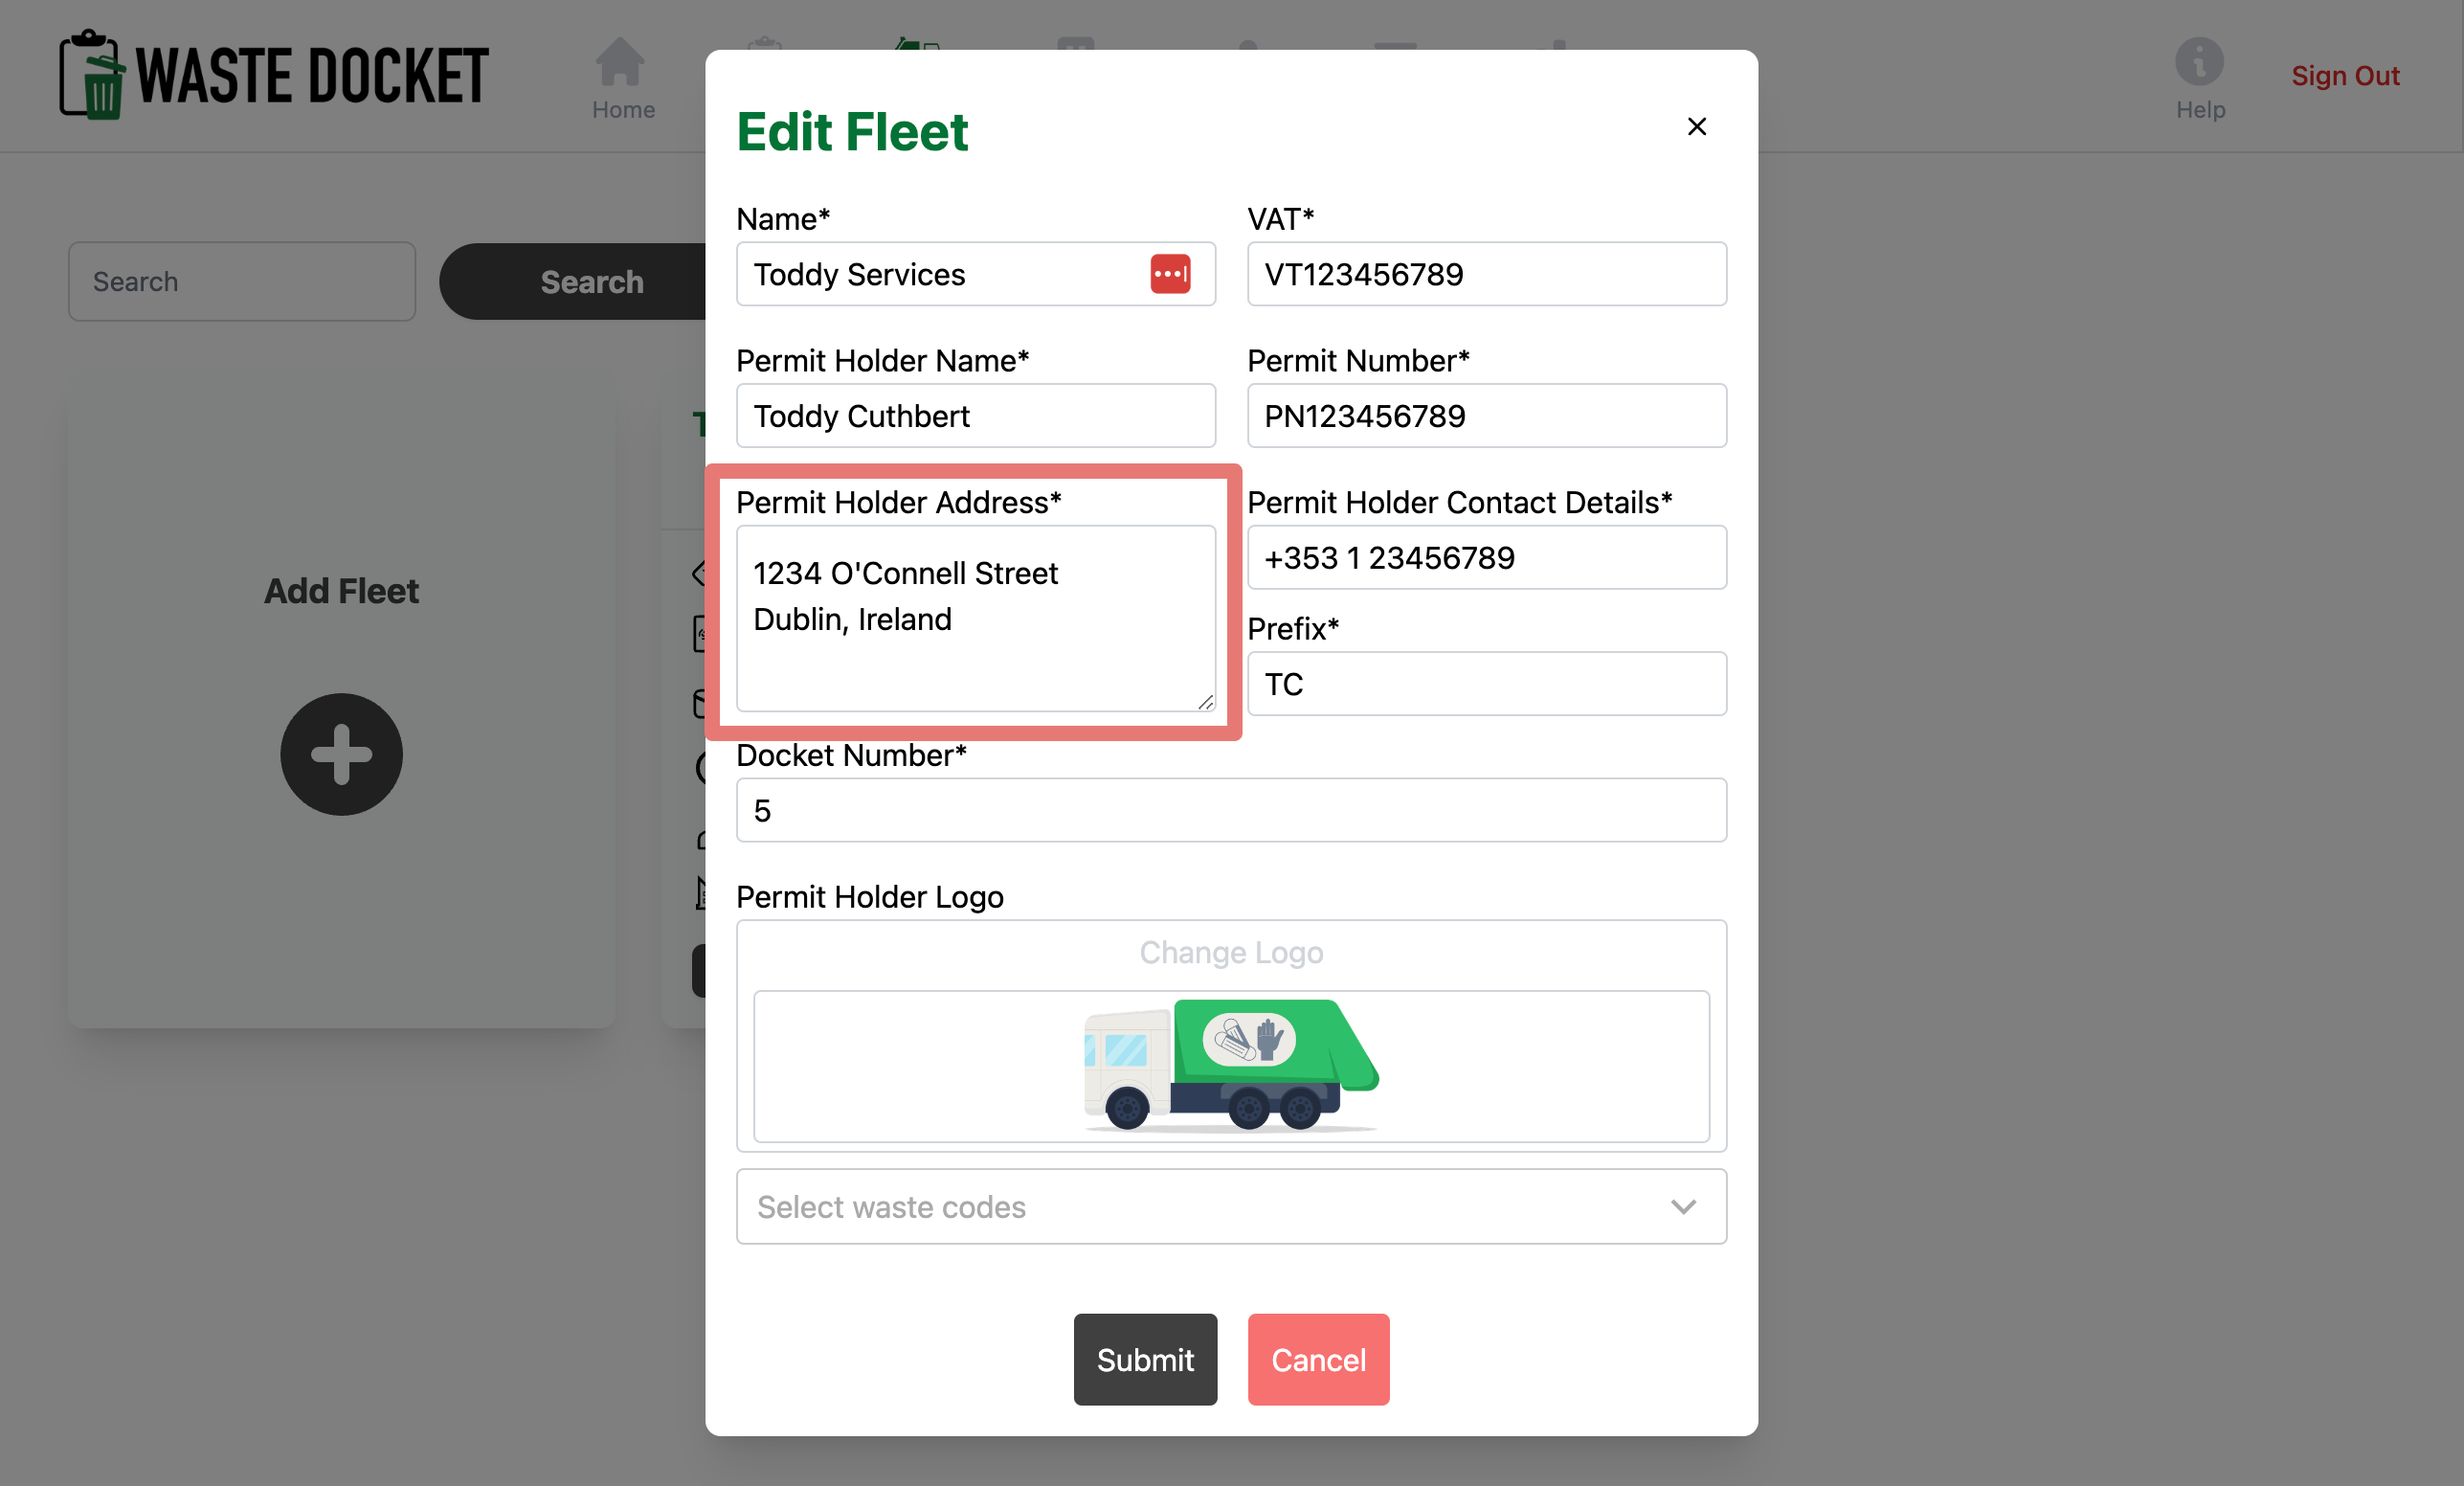 WASTE DOCKET
Home
Help
Sign Out
Search
Search
Add Fleet
Edit Fleet
Name*
VAT*
Toddy Services
VT123456789
Permit Holder Name*
Permit Number*
Toddy Cuthbert
PN123456789
Permit Holder Address*
Permit Holder Contact Details*
1234 O'Connell Street
Dublin, Ireland
+353 1 23456789
Prefix*
TC
Docket Number*
5
Permit Holder Logo
Change Logo
Select waste codes
Submit
Cancel